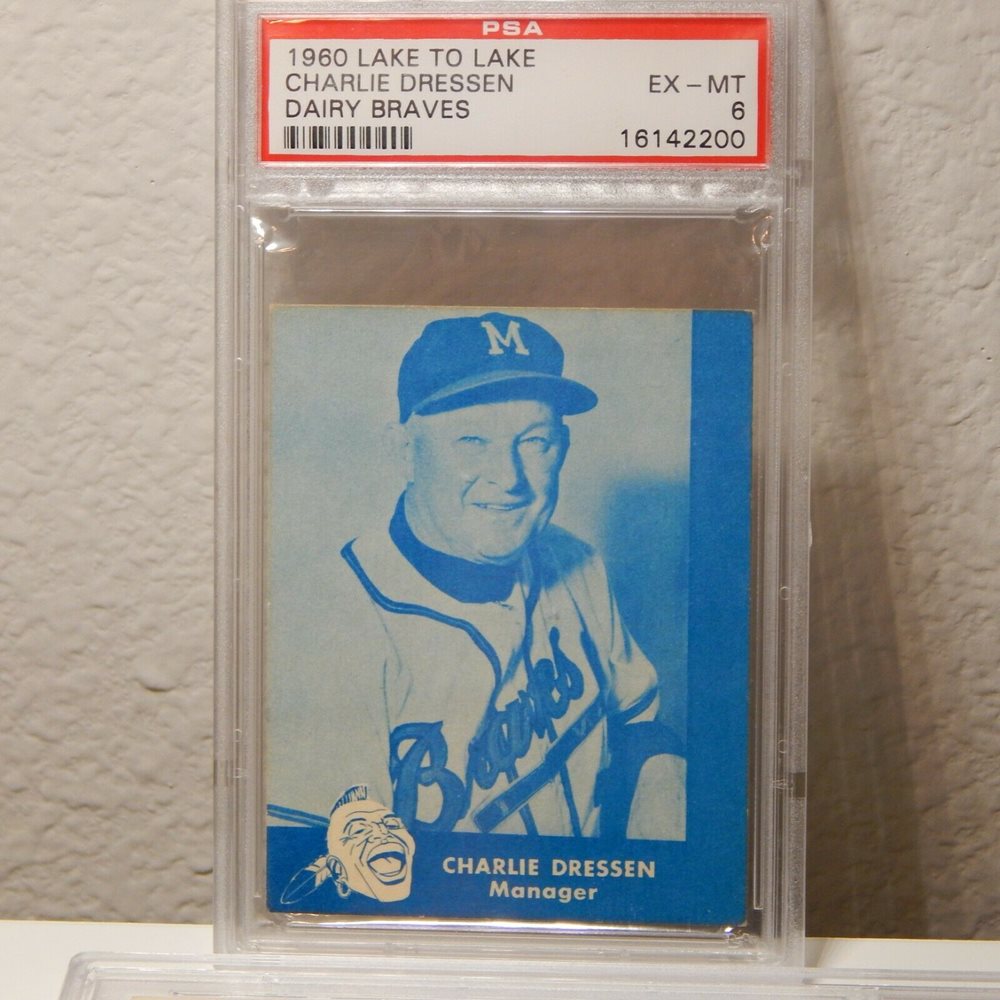 PSA
1960 LAKE TO LAKE
CHARLIE DRESSEN EX - MT
DAIRY BRAVES 6
16142200
M
Braves
CHARLIE DRESSEN
Manager